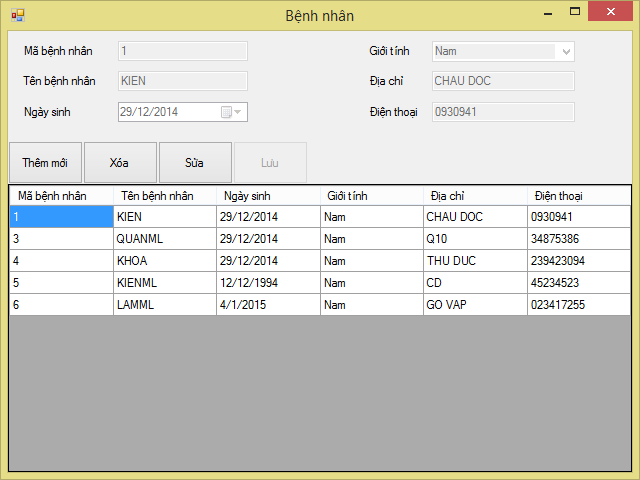 Bệnh nhân
Mã bệnh nhân 1 Giới tính Nam
Tên bệnh nhân KIEN Địa chỉ CHAU DOC
Ngày sinh 29/12/2014 Điện thoại 0930941
Thêm mới Xóa Sửa Lưu
Mã bệnh nhân Tên bệnh nhân Ngày sinh Giới tính Địa chỉ Điện thoại
1 KIEN 29/12/2014 Nam CHAU DOC 0930941
3 QUANML 29/12/2014 Nam Q10 34875386
4 KHOA 29/12/2014 Nam THU DUC 239423094
5 KIENML 12/12/1994 Nam CD 45234523
6 LAMML 4/1/2015 Nam GO VAP 023417255